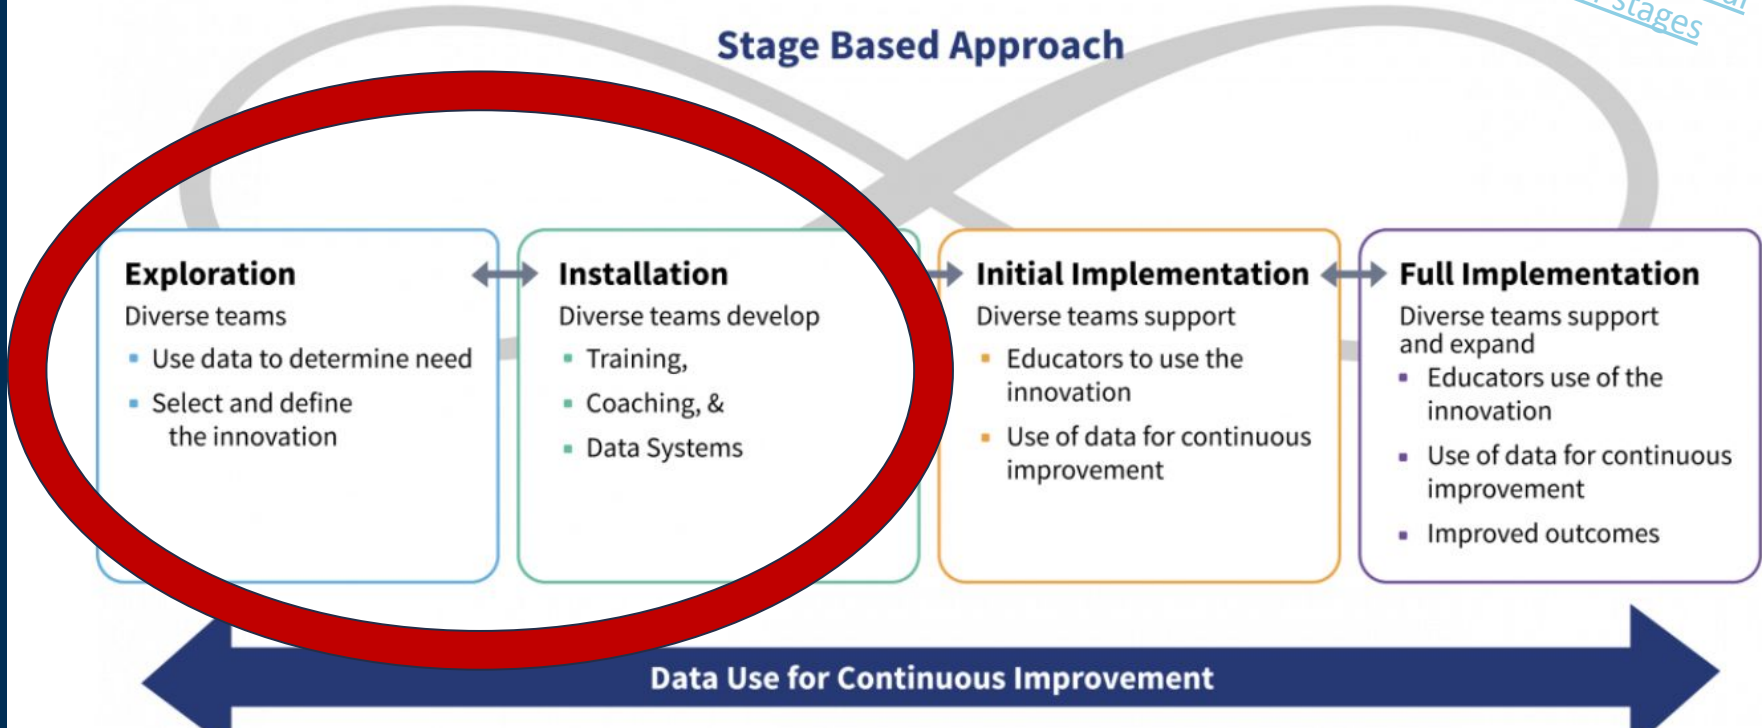 stages
Stage Based Approach
Exploration
Diverse teams
▪ Use data to determine need
▪ Select and define
the innovation
Installation
Diverse teams develop
▪ Training,
▪ Coaching, &
▪ Data Systems
Initial Implementation
Diverse teams support
▪ Educators to use the
innovation
▪ Use of data for continuous
improvement
Full Implementation
Diverse teams support
and expand
▪ Educators use of the
innovation
▪ Use of data for continuous
improvement
▪ Improved outcomes
Data Use for Continuous Improvement